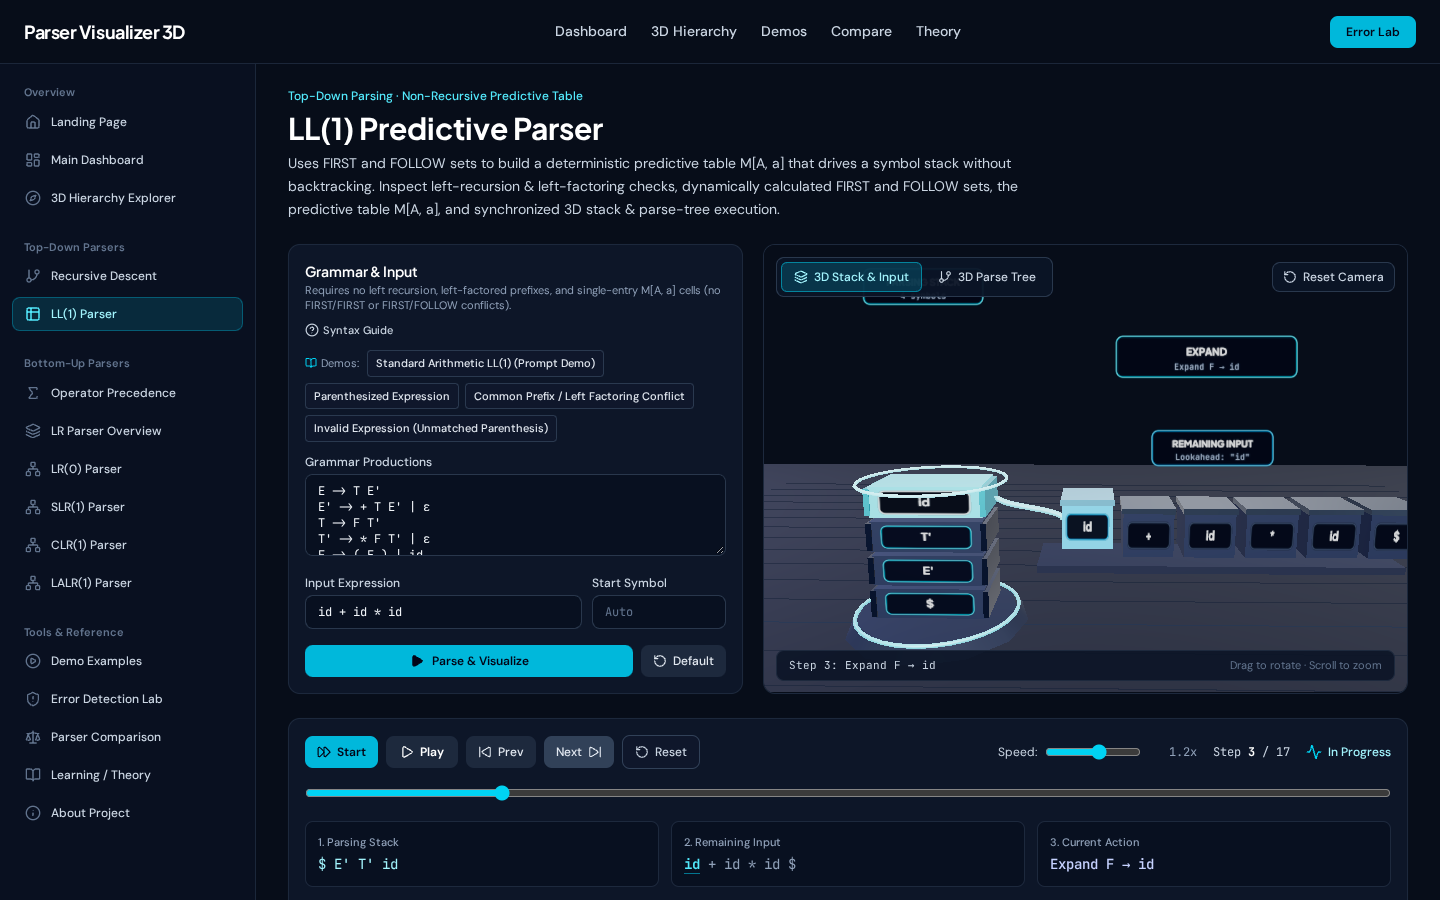 Parser Visualizer 3D
Dashboard
3D Hierarchy
Demos
Compare
Theory
Error Lab
Overview
Landing Page
Main Dashboard
3D Hierarchy Explorer
Top-Down Parsers
Recursive Descent
LL(1) Parser
Bottom-Up Parsers
Operator Precedence
LR Parser Overview
LR(0) Parser
SLR(1) Parser
CLR(1) Parser
LALR(1) Parser
Tools & Reference
Demo Examples
Error Detection Lab
Parser Comparison
Learning / Theory
About Project
Top-Down Parsing · Non-Recursive Predictive Table
LL(1) Predictive Parser
Uses FIRST and FOLLOW sets to build a deterministic predictive table M[A, a] that drives a symbol stack without
backtracking. Inspect left-recursion & left-factoring checks, dynamically calculated FIRST and FOLLOW sets, the
predictive table M[A, a], and synchronized 3D stack & parse-tree execution.
Grammar & Input
Requires no left recursion, left-factored prefixes, and single-entry M[A, a] cells (no
FIRST/FIRST or FIRST/FOLLOW conflicts).
Syntax Guide
Demos:
Standard Arithmetic LL(1) (Prompt Demo)
Parenthesized Expression
Common Prefix / Left Factoring Conflict
Invalid Expression (Unmatched Parenthesis)
Grammar Productions
E → T E'
E' → + T E' | ε
T → F T'
T' → * F T' | ε
F → ( E ) | id
Input Expression
id + id * id
Start Symbol
Auto
Parse & Visualize
Default
3D Stack & Input
3D Parse Tree
Reset Camera
symbols
EXPAND
Expand F → id
REMAINING INPUT
Lookahead: "id"
id
T'
E'
$
id
+
id
*
id
$
Step 3: Expand F → id
Drag to rotate · Scroll to zoom
Start
Play
Prev
Next
Reset
Speed:
1.2x
Step 3 / 17
In Progress
1. Parsing Stack
$ E' T' id
2. Remaining Input
id + id * id $
3. Current Action
Expand F → id